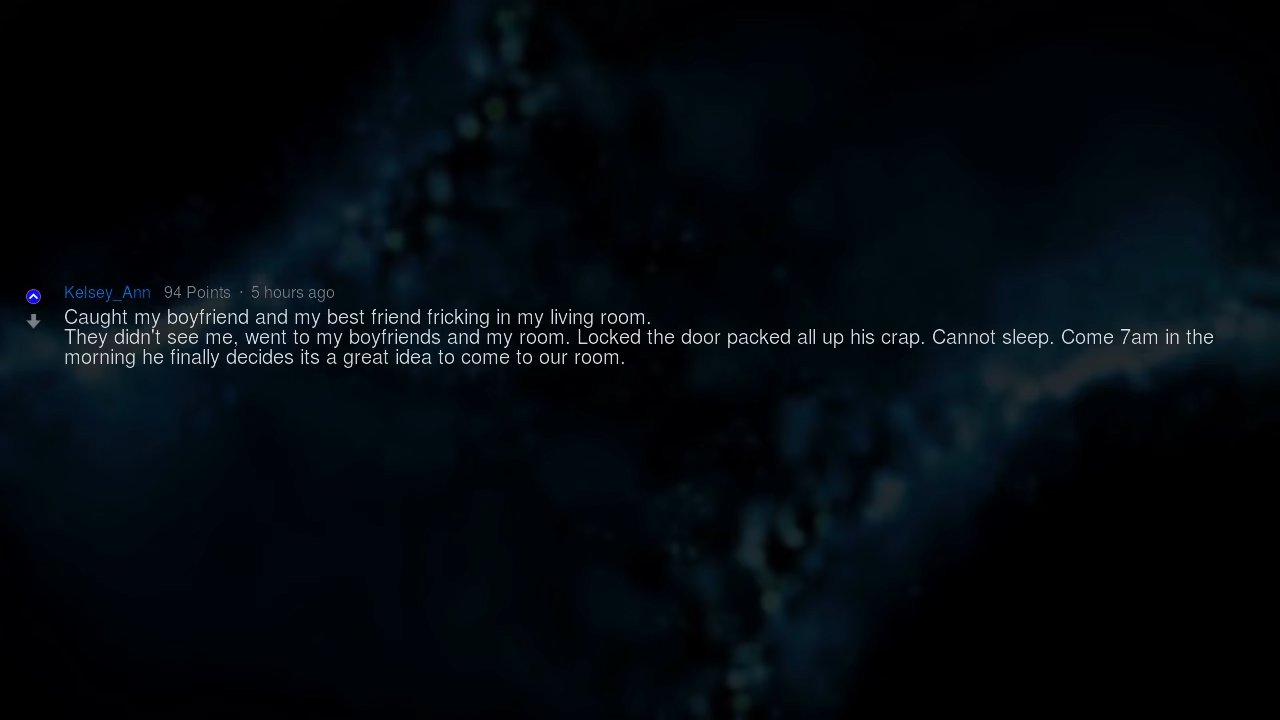 Kelsey_Ann 94 Points · 5 hours ago
Caught my boyfriend and my best friend fricking in my living room.
They didn't see me, went to my boyfriends and my room. Locked the door packed all up his crap. Cannot sleep. Come 7am in the
morning he finally decides its a great idea to come to our room.